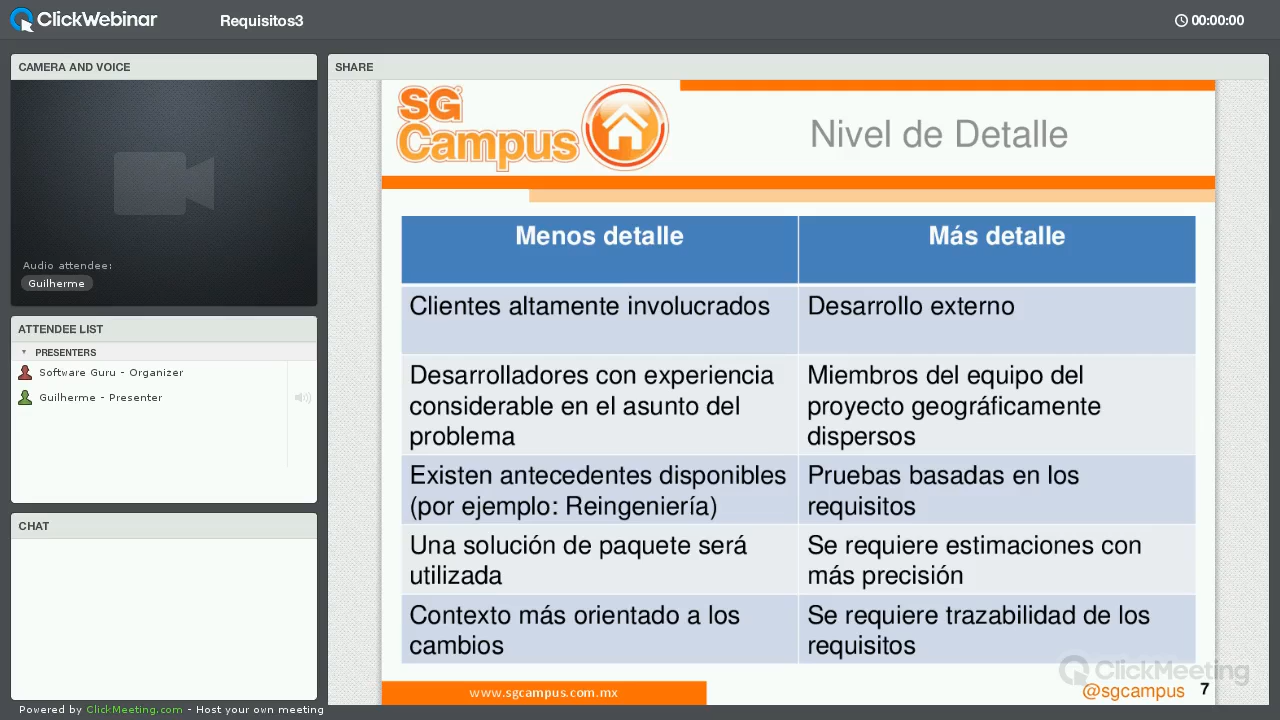 ClickWebinar
Requisitos3
00:00:00
CAMERA AND VOICE
Audio attendee:
Guilherme
ATTENDEE LIST
PRESENTERS
Software Guru - Organizer
Guilherme - Presenter
CHAT
Powered by ClickMeeting.com - Host your own meeting
SHARE
SG
Campus
Nivel de Detalle
Menos detalle
Más detalle
Clientes altamente involucrados
Desarrollo externo
Desarrolladores con experiencia
considerable en el asunto del
problema
Miembros del equipo del
proyecto geográficamente
dispersos
Existen antecedentes disponibles
(por ejemplo: Reingeniería)
Pruebas basadas en los
requisitos
Una solución de paquete será
utilizada
Se requiere estimaciones con
más precisión
Contexto más orientado a los
cambios
Se requiere trazabilidad de los
requisitos
ClickMeeting
www.sgcampus.com.mx
@sgcampus
7